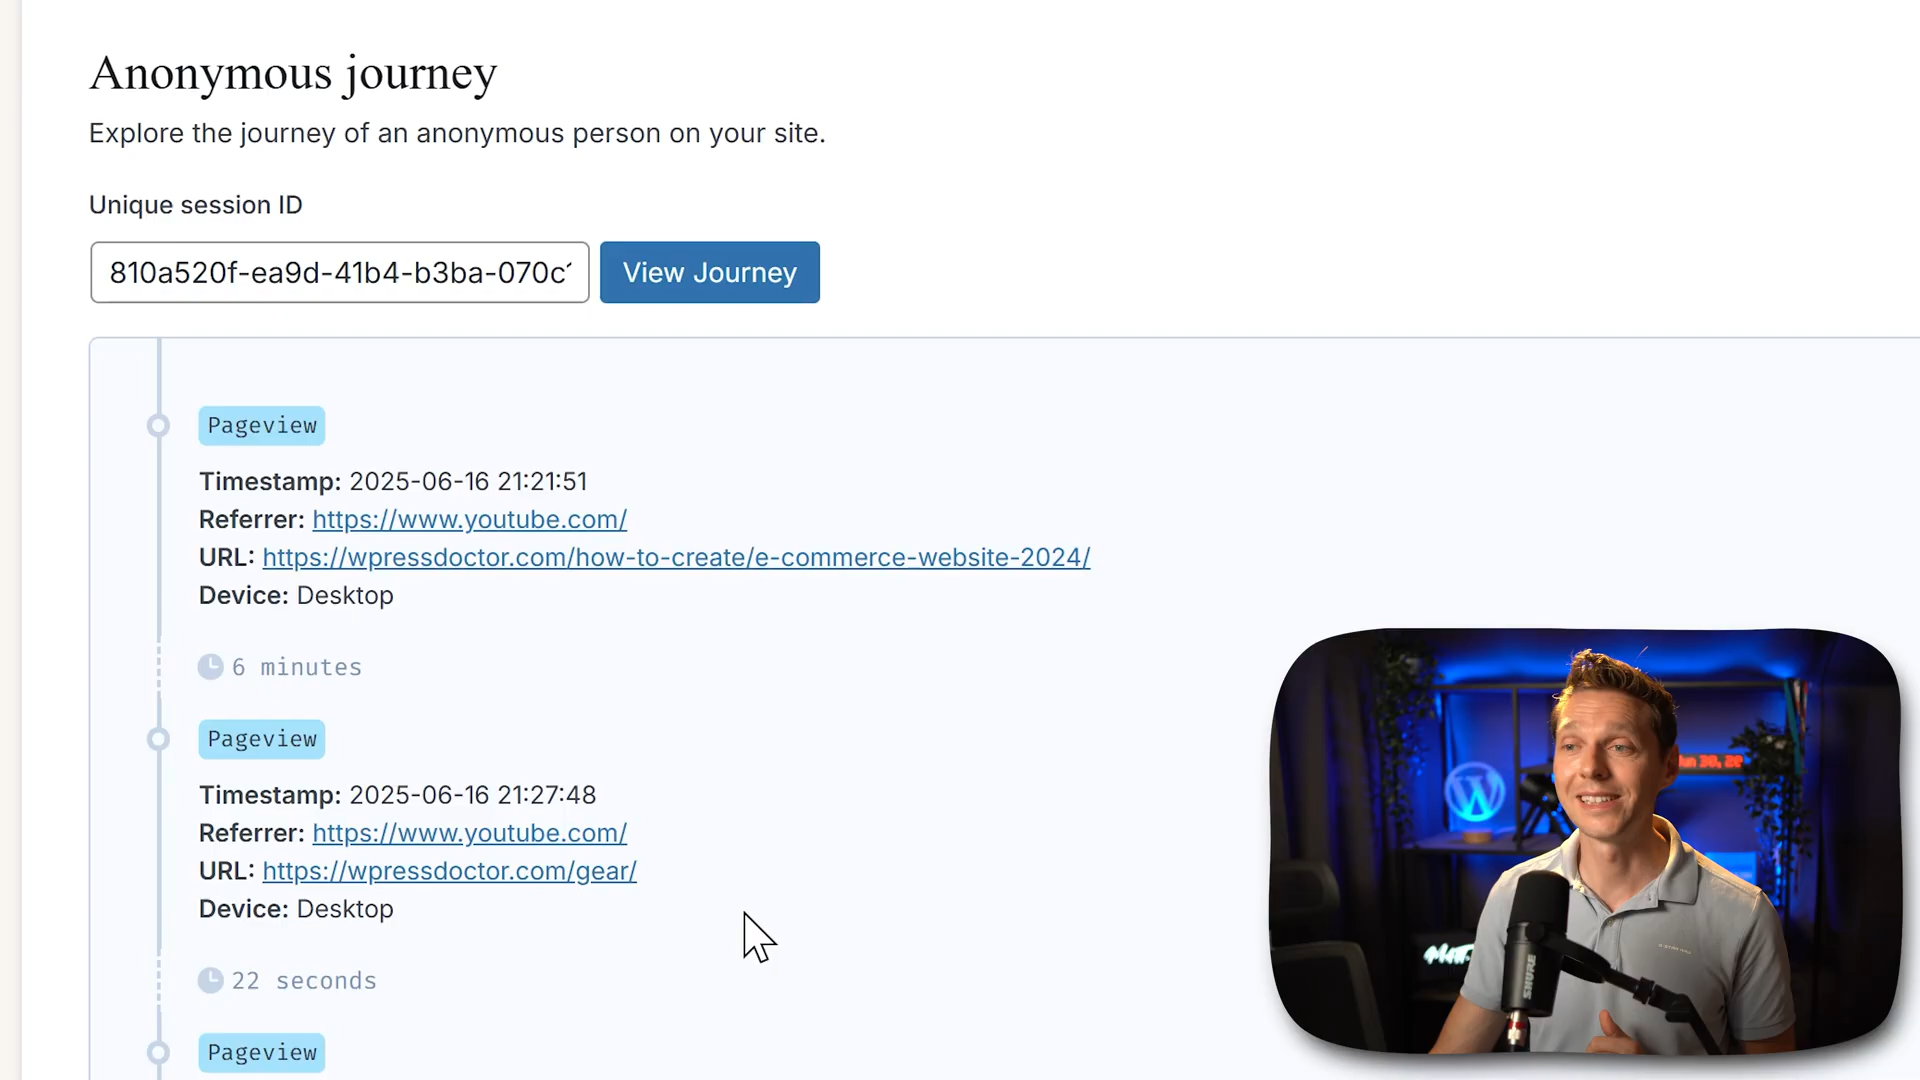 Anonymous journey
Explore the journey of an anonymous person on your site.
Unique session ID
810a520f-ea9d-41b4-b3ba-070c
View Journey
Pageview
Timestamp: 2025-06-16 21:21:51
Referrer: https://www.youtube.com/
URL: https://wpressdoctor.com/how-to-create/e-commerce-website-2024/
Device: Desktop
6 minutes
Pageview
Timestamp: 2025-06-16 21:27:48
Referrer: https://www.youtube.com/
URL: https://wpressdoctor.com/gear/
Device: Desktop
22 seconds
Pageview
SHURE